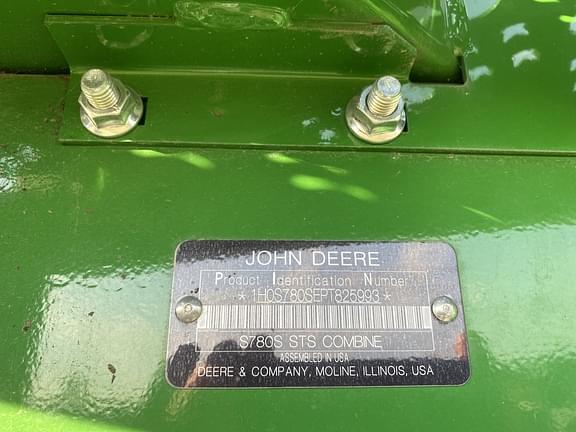 JOHN DEERE
Product Identification Number
* 1H0S780SEPT825993 *
S780S STS COMBINE
ASSEMBLED IN USA
DEERE & COMPANY, MOLINE, ILLINOIS, USA